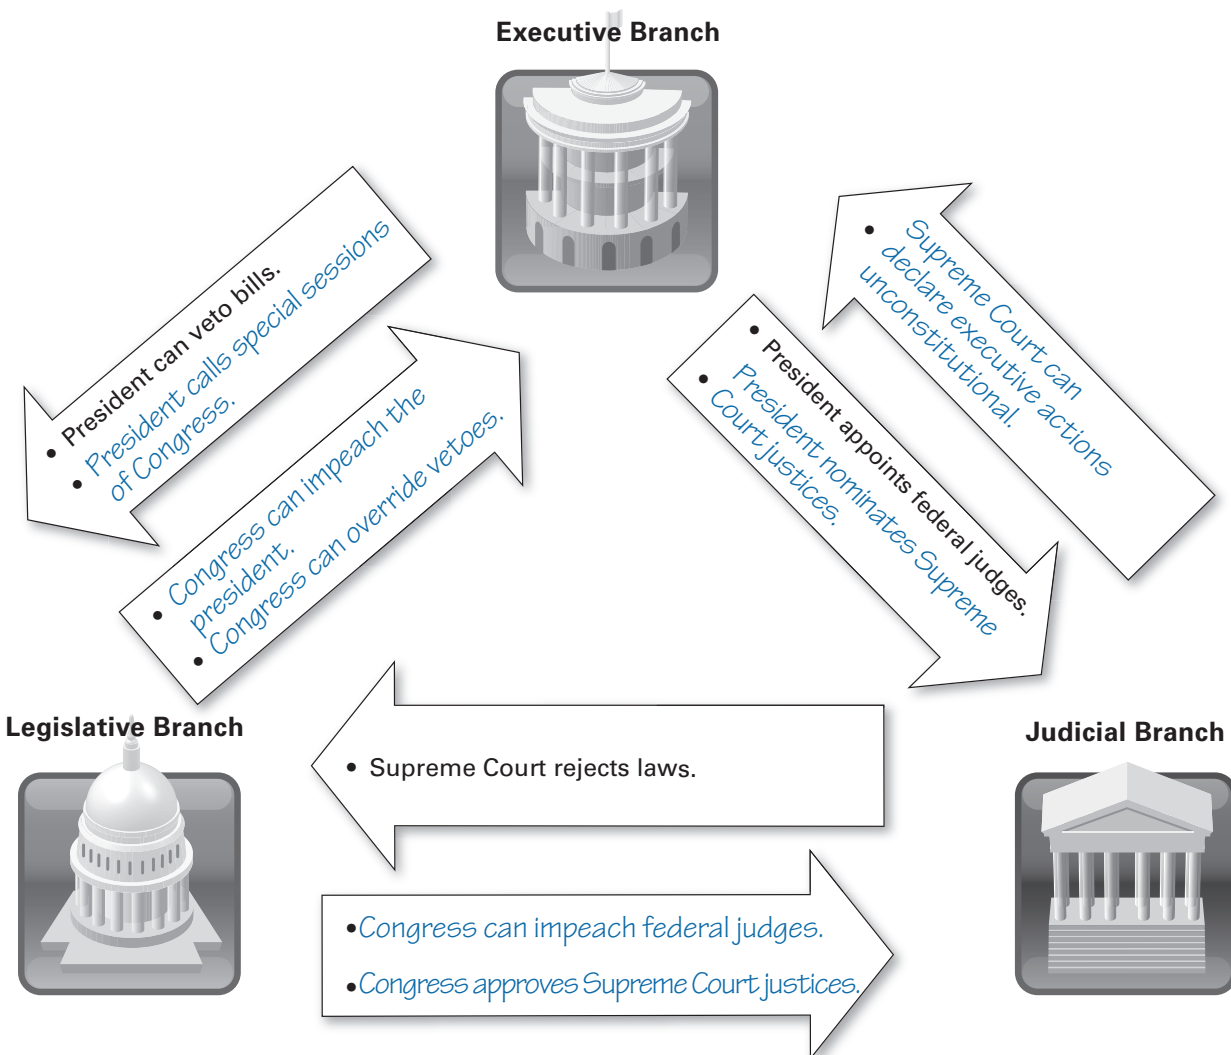 Executive Branch
• President can veto bills.
• President calls special sessions
of Congress.
• Congress can impeach the
president.
• Congress can override vetoes.
• Supreme Court can
declare executive actions
unconstitutional.
• President appoints federal judges.
• President nominates Supreme
Court justices.
Legislative Branch
Judicial Branch
• Supreme Court rejects laws.
• Congress can impeach federal judges.
• Congress approves Supreme Court justices.